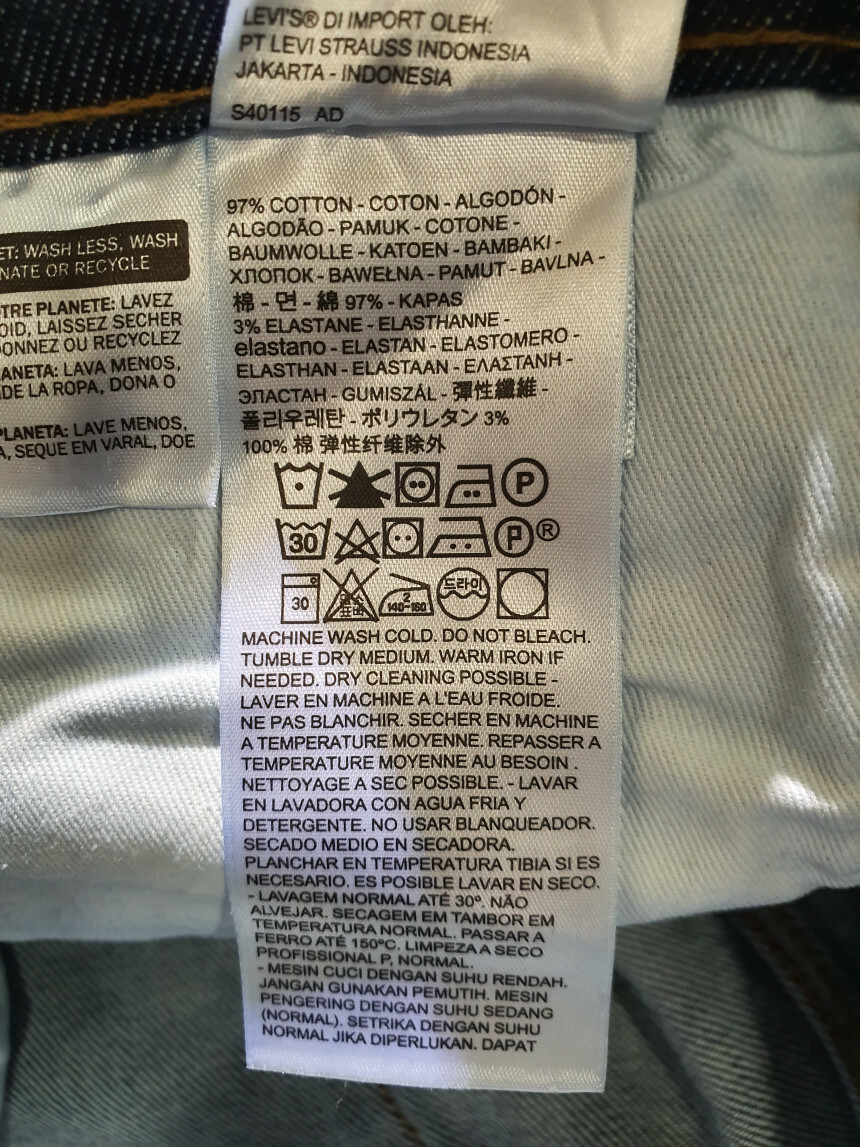 LEVI'S® DI IMPORT OLEH:
PT LEVI STRAUSS INDONESIA
JAKARTA - INDONESIA
S40115 AD
ET: WASH LESS, WASH
NATE OR RECYCLE
TRE PLANETE: LAVEZ
OID, LAISSEZ SECHER
ONNEZ OU RECYCLEZ
ANETA: LAVA MENOS,
DE LA ROPA, DONA O
PLANETA: LAVE MENOS,
A, SEQUE EM VARAL, DOE
97% COTTON - COTON - ALGODÓN -
ALGODÃO - PAMUK - COTONE -
BAUMWOLLE - KATOEN - BAMBAKI -
ХЛОПОК - BAWEŁNA - PAMUT - BAVLNA -
棉 - 면 - 綿 97% - KAPAS
3% ELASTANE - ELASTHANNE -
elastano - ELASTAN - ELASTOMERO -
ELASTHAN - ELASTAAN - ΕΛΑΣΤΑΝΗ -
ЭЛАСТАН - GUMISZÁL - 彈性纖維 -
폴리우레탄 - ポリウレタン 3%
100% 棉 弹性纤维除外
P
30 P®
30 염소 표백 2 140-160 드라이
MACHINE WASH COLD. DO NOT BLEACH.
TUMBLE DRY MEDIUM. WARM IRON IF
NEEDED. DRY CLEANING POSSIBLE -
LAVER EN MACHINE A L'EAU FROIDE.
NE PAS BLANCHIR. SECHER EN MACHINE
A TEMPERATURE MOYENNE. REPASSER A
TEMPERATURE MOYENNE AU BESOIN .
NETTOYAGE A SEC POSSIBLE. - LAVAR
EN LAVADORA CON AGUA FRIA Y
DETERGENTE. NO USAR BLANQUEADOR.
SECADO MEDIO EN SECADORA.
PLANCHAR EN TEMPERATURA TIBIA SI ES
NECESARIO. ES POSIBLE LAVAR EN SECO.
- LAVAGEM NORMAL ATÉ 30º. NÃO
ALVEJAR. SECAGEM EM TAMBOR EM
TEMPERATURA NORMAL. PASSAR A
FERRO ATÉ 150ºC. LIMPEZA A SECO
PROFISSIONAL P, NORMAL.
- MESIN CUCI DENGAN SUHU RENDAH.
JANGAN GUNAKAN PEMUTIH. MESIN
PENGERING DENGAN SUHU SEDANG
(NORMAL). SETRIKA DENGAN SUHU
NORMAL JIKA DIPERLUKAN. DAPAT